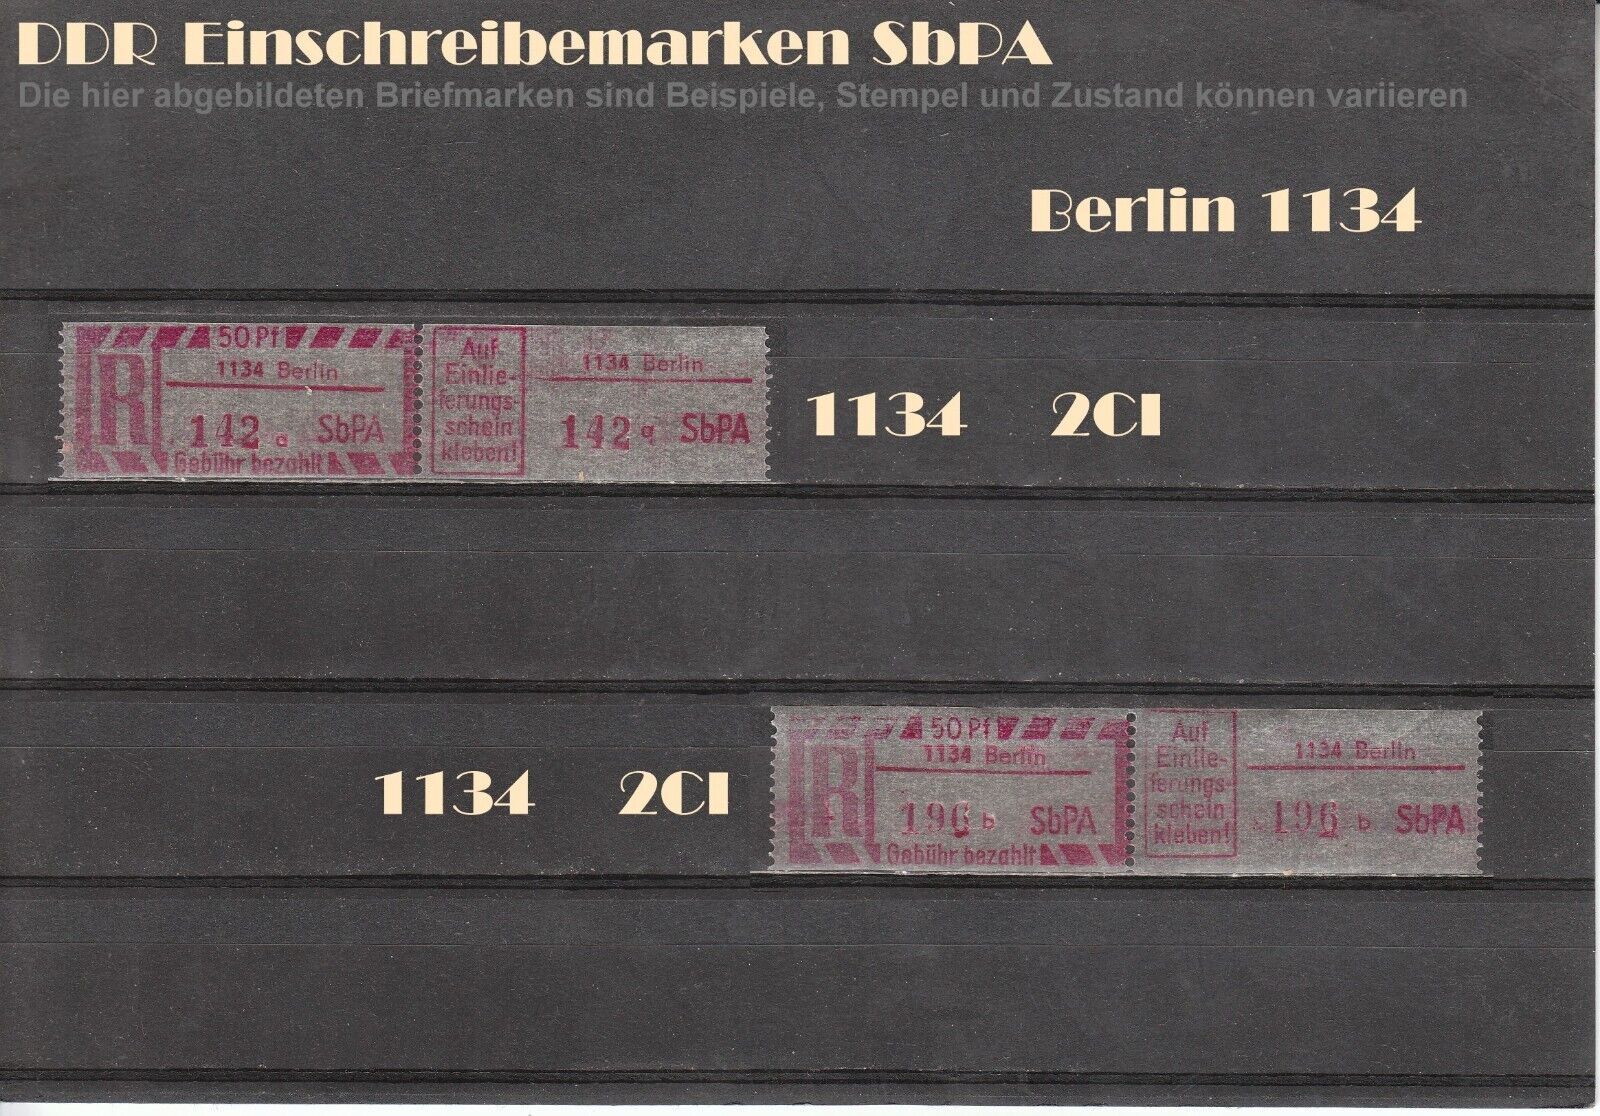 DDR Einschreibemarken SbPA
Die hier abgebildeten Briefmarken sind Beispiele, Stempel und Zustand können variieren
Berlin 1134
50 Pf
R
1134 Berlin
142 a SbPA
Gebühr bezahlt
Auf
Einlie-
ferungs-
schein
kleben!
1134 Berlin
142 a SbPA
1134 2CI
1134 2CI
50 Pf
R
1134 Berlin
196 b SbPA
Gebühr bezahlt
Auf
Einlie-
ferungs-
schein
kleben!
1134 Berlin
196 b SbPA